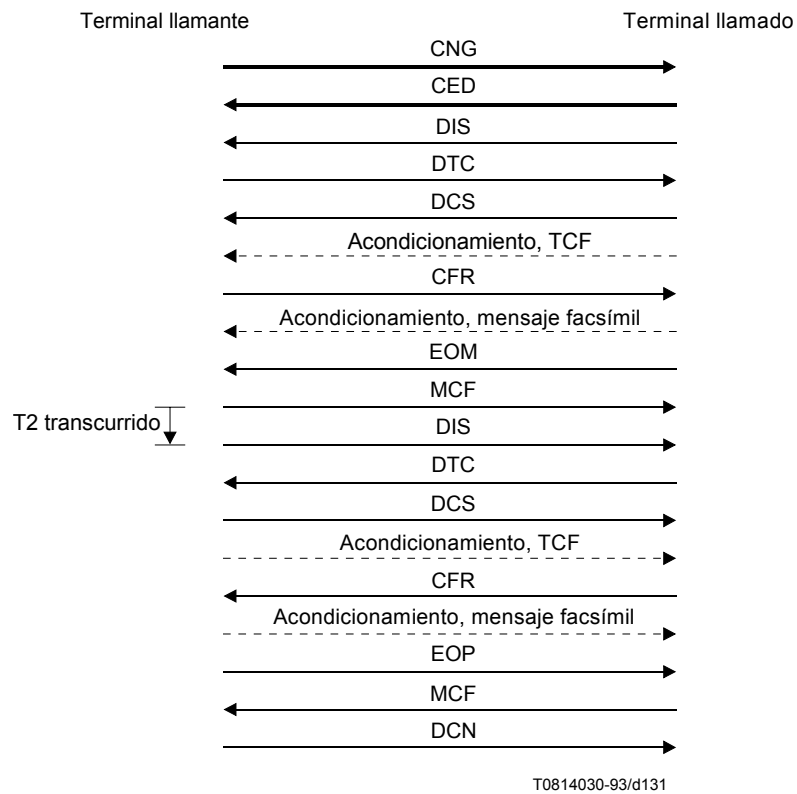 Terminal llamante
Terminal llamado
CNG
CED
DIS
DTC
DCS
Acondicionamiento, TCF
CFR
Acondicionamiento, mensaje facsímil
EOM
MCF
T2 transcurrido
DIS
DTC
DCS
Acondicionamiento, TCF
CFR
Acondicionamiento, mensaje facsímil
EOP
MCF
DCN
T0814030-93/d131